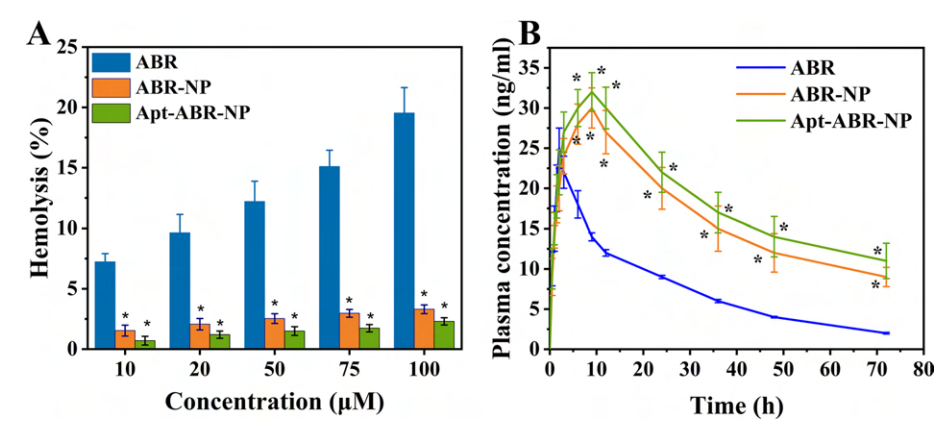 A
Hemolysis (%)
25
20
15
10
5
0
ABR
ABR-NP
Apt-ABR-NP
* * * * * * * * * *
10 20 50 75 100
Concentration (μM)
B
Plasma concentration (ng/ml)
35
30
25
20
15
10
5
0
ABR
ABR-NP
Apt-ABR-NP
* * *
* * *
* *
* *
* *
* *
0 10 20 30 40 50 60 70 80
Time (h)